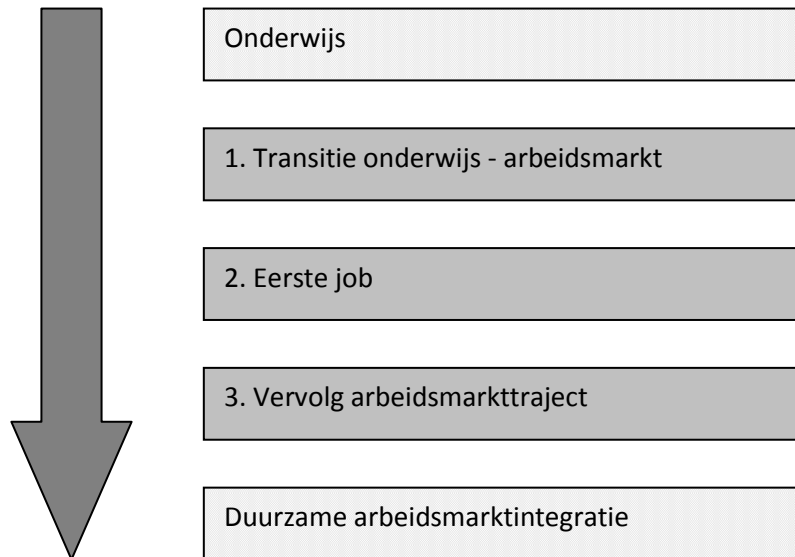 Onderwijs
1. Transitie onderwijs - arbeidsmarkt
2. Eerste job
3. Vervolg arbeidsmarkttraject
Duurzame arbeidsmarktintegratie